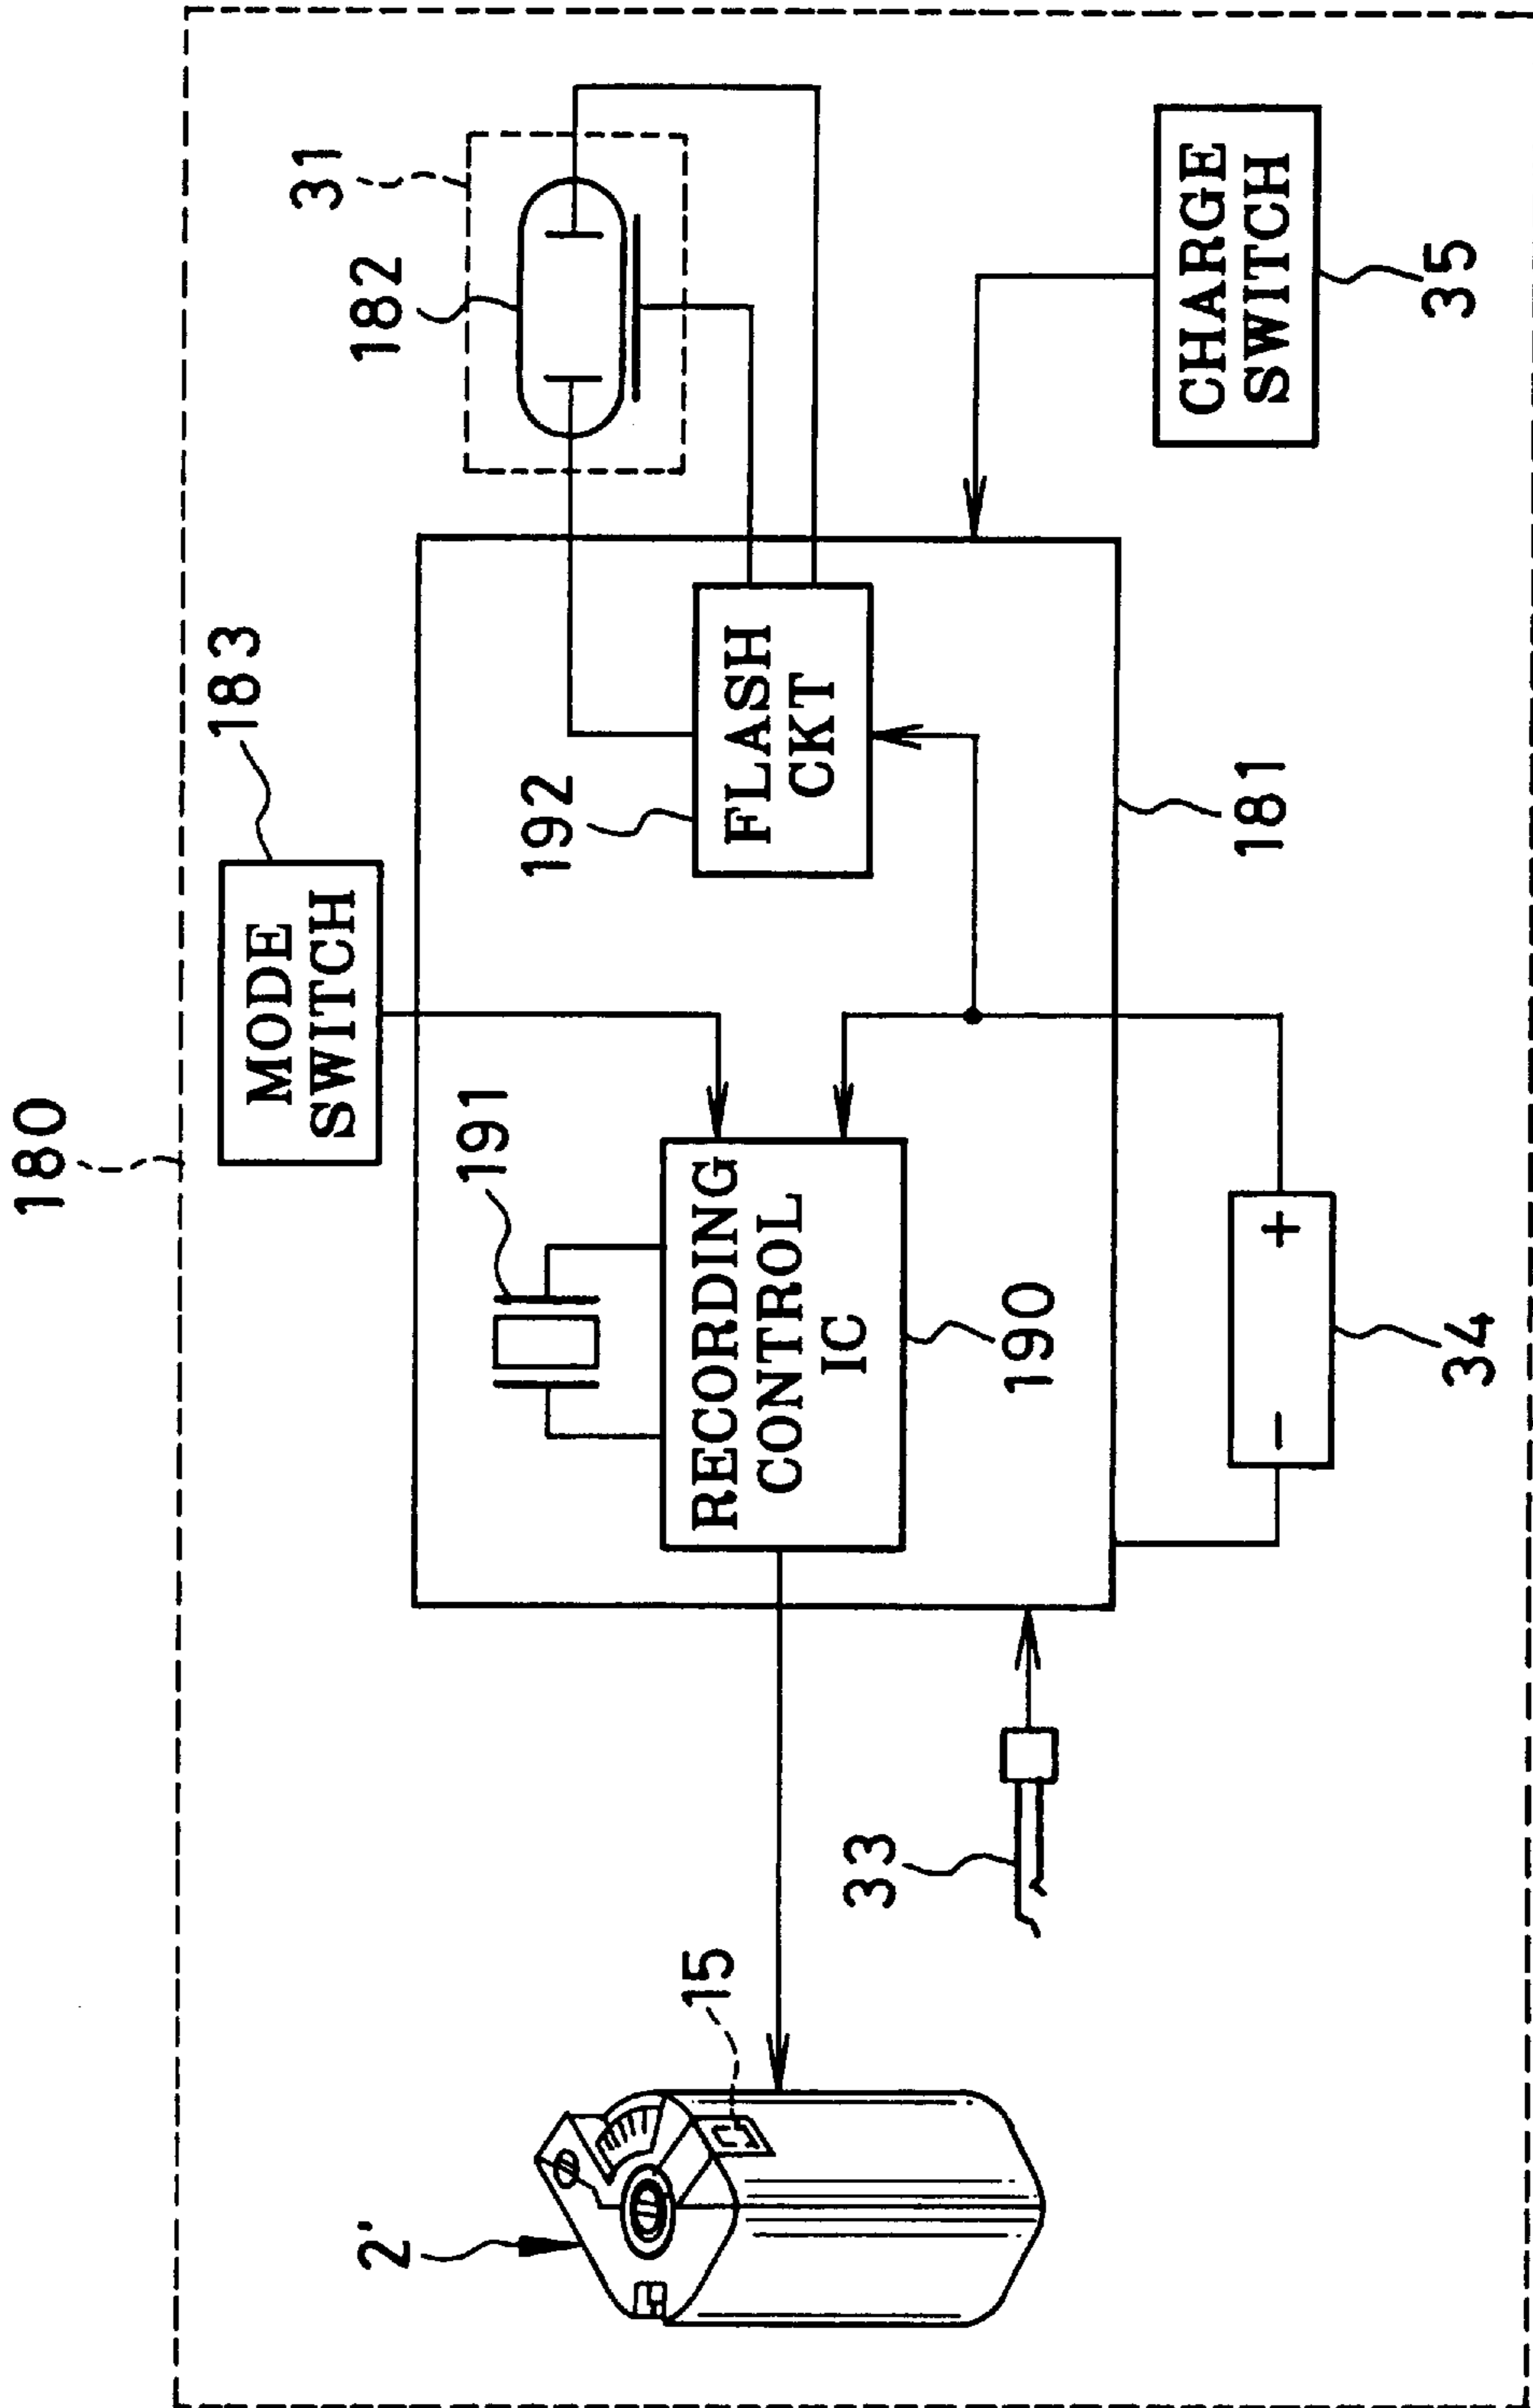 180
MODE
SWITCH
183
31
182
191
192
FLASH
CKT
RECORDING
CONTROL
IC
190
181
CHARGE
SWITCH
35
2'
15
33
-
+
34